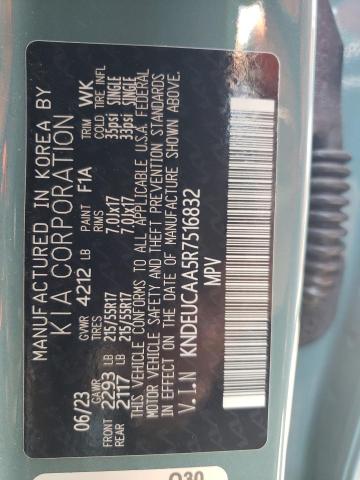 MANUFACTURED IN KOREA BY
KIA CORPORATION
GVWR PAINT TRIM
4212 LB F1A WK
06/23 GAWR TIRES RIMS COLD TIRE INFL
FRONT 2293 LB 215/55R17 7.0Jx17 35psi SINGLE
REAR 2117 LB 215/55R17 7.0Jx17 33psi SINGLE
THIS VEHICLE CONFORMS TO ALL APPLICABLE U.S.A. FEDERAL
MOTOR VEHICLE SAFETY AND THEFT PREVENTION STANDARDS
IN EFFECT ON THE DATE OF MANUFACTURE SHOWN ABOVE.
V.I.N KNDEUCAA5R7516832
MPV
Q30